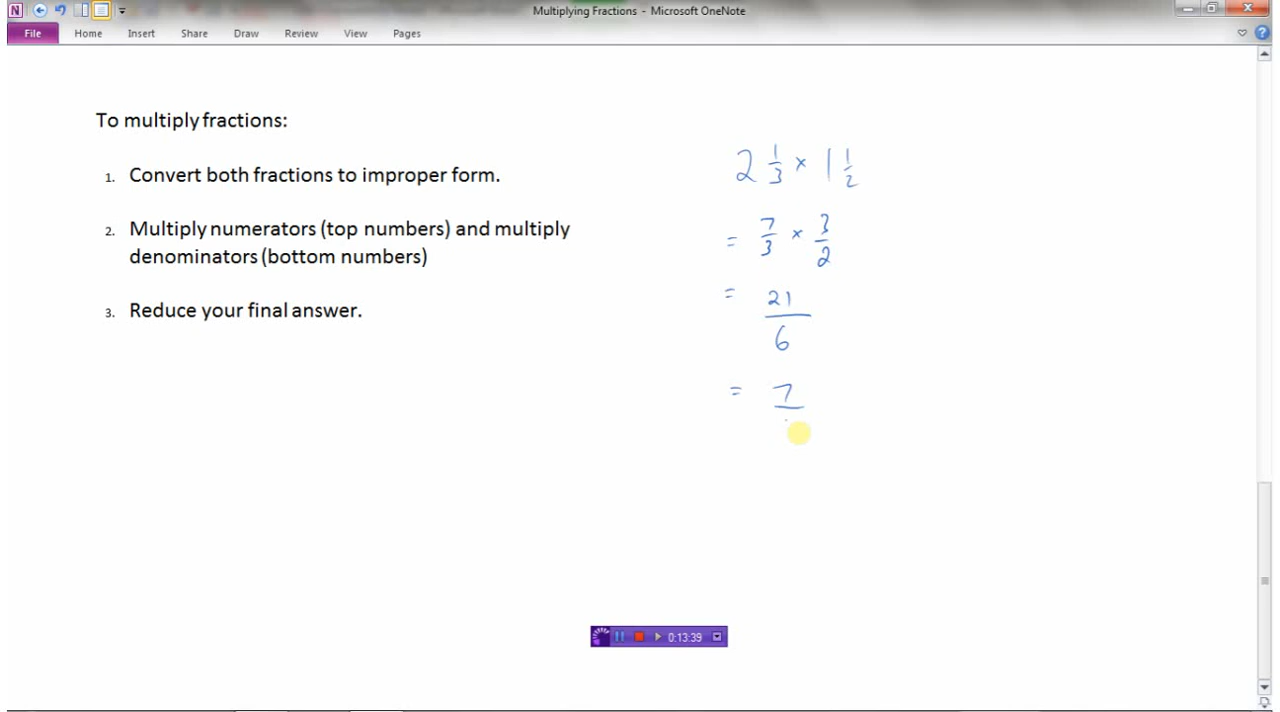 Multiplying Fractions - Microsoft OneNote
File Home Insert Share Draw Review View Pages
To multiply fractions:
1. Convert both fractions to improper form.
2. Multiply numerators (top numbers) and multiply
denominators (bottom numbers)
3. Reduce your final answer.
2 1/3 × 1 1/2
= 7/3 × 3/2
= 21/6
= 7/
0:13:39